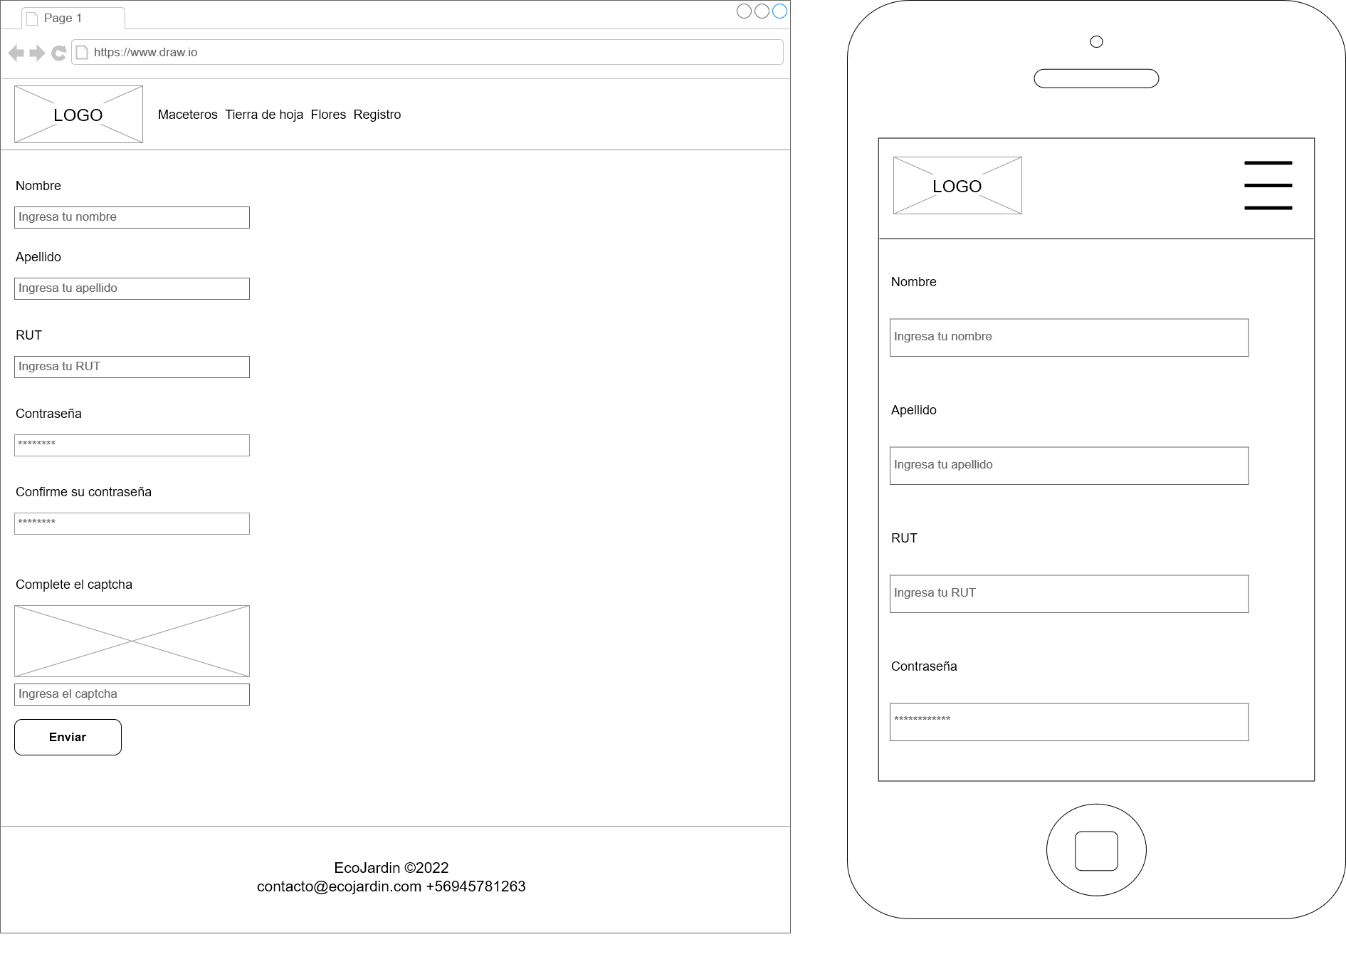 Page 1
https://www.draw.io
LOGO
Maceteros Tierra de hoja Flores Registro
Nombre
Ingresa tu nombre
Apellido
Ingresa tu apellido
RUT
Ingresa tu RUT
Contraseña
********
Confirme su contraseña
********
Complete el captcha
Ingresa el captcha
Enviar
EcoJardin ©2022
contacto@ecojardin.com +56945781263
LOGO
Nombre
Ingresa tu nombre
Apellido
Ingresa tu apellido
RUT
Ingresa tu RUT
Contraseña
************